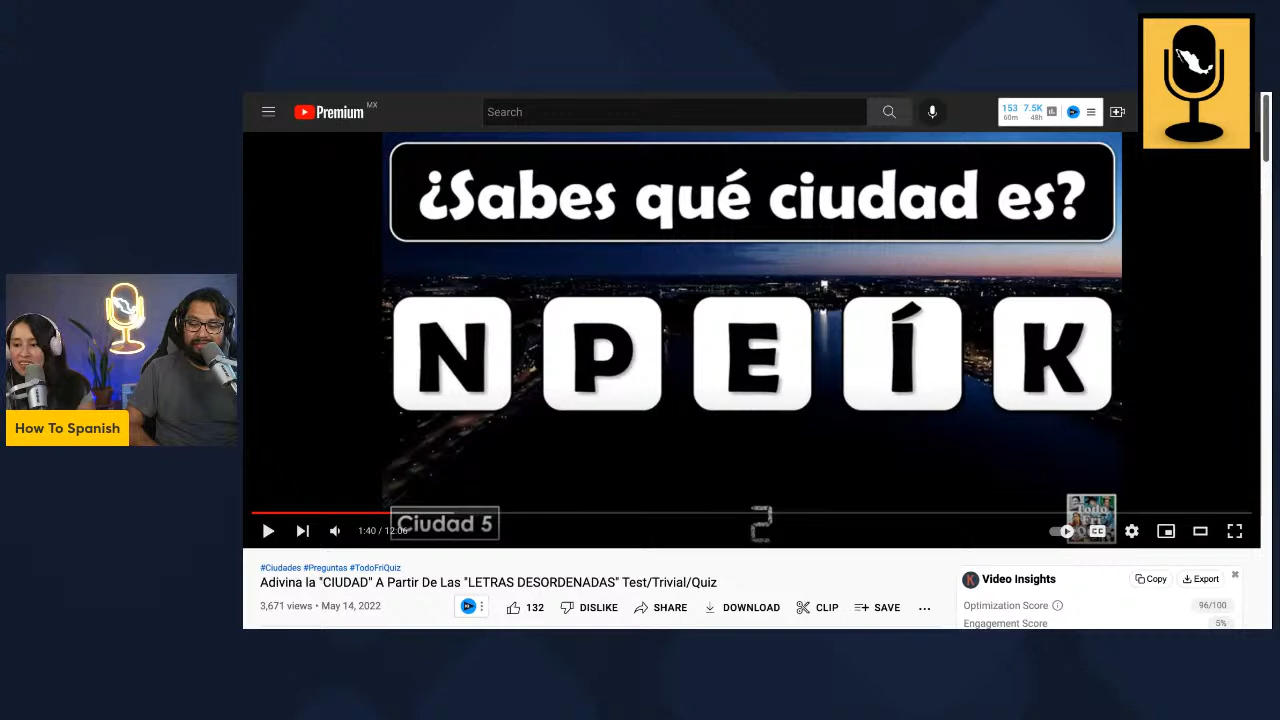 Premium MX
Search
153 7.5K
60m 48h
¿Sabes qué ciudad es?
N P E Í K
How To Spanish
Ciudad 5
2
Todo
Fri
1:40 / 12:06
CC
#Ciudades #Preguntas #TodoFriQuiz
Adivina la "CIUDAD" A Partir De Las "LETRAS DESORDENADAS" Test/Trivial/Quiz
3,671 views • May 14, 2022
132 DISLIKE SHARE DOWNLOAD CLIP SAVE ...
K Video Insights Copy Export
Optimization Score 96/100
Engagement Score 5%